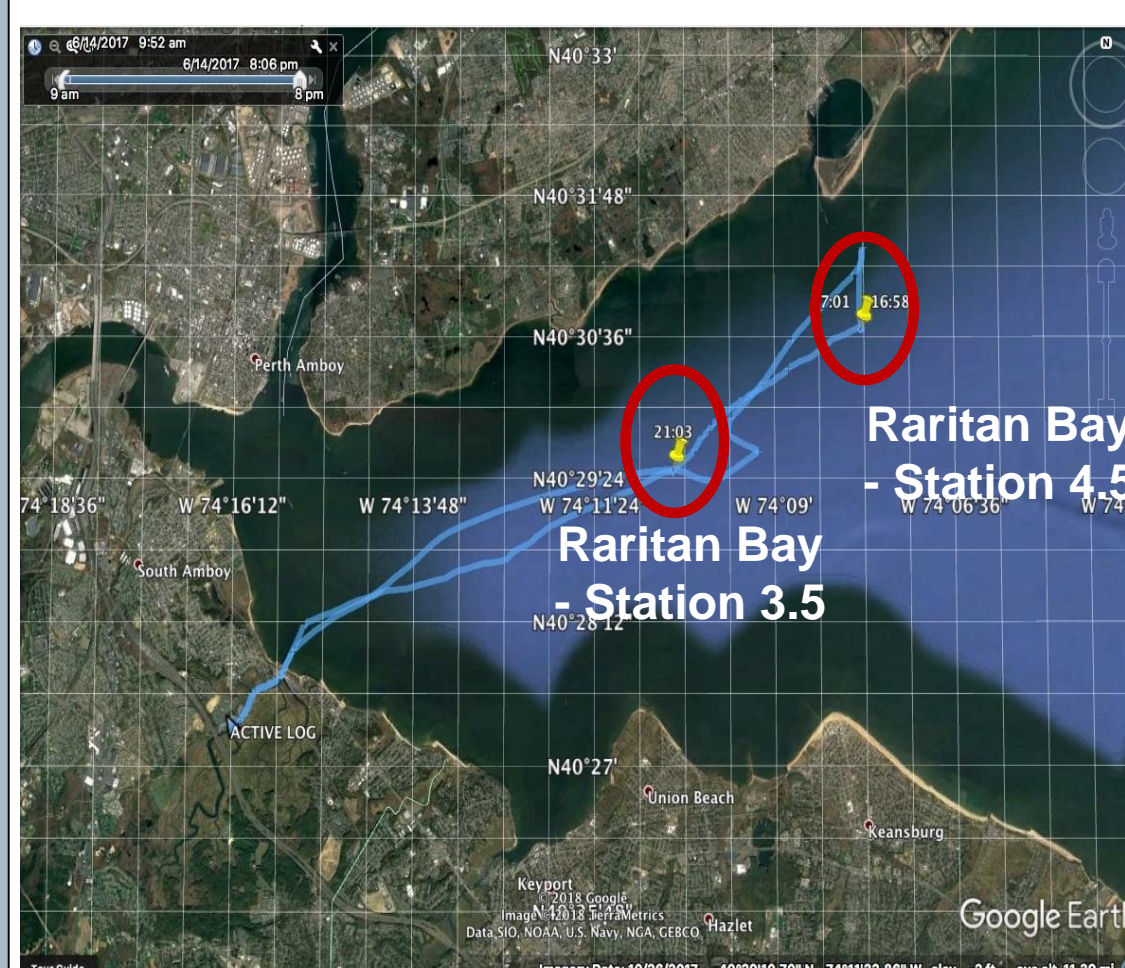 6/14/2017 9:52 am
6/14/2017 8:06 pm
9 am
8 pm
N
N40°33'
N40°31'48"
7:01
16:58
N40°30'36"
Perth Amboy
21:03
Raritan Bay
- Station 4.5
N40°29'24
74°18'36"
W 74°16'12"
W 74°13'48"
W 74°11'24
W 74°09'
W 74°06'36"
W 74
Raritan Bay
- Station 3.5
South Amboy
N40°28'12"
ACTIVE LOG
N40°27'
Union Beach
Keansburg
Keyport
© 2018 Google
Image © 2018 TerraMetrics
Data SIO, NOAA, U.S. Navy, NGA, GEBCO
Hazlet
Google Earth